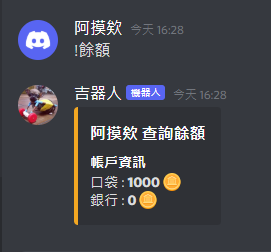 阿摸欸 今天 16:28
!餘額
吉器人 機器人 今天 16:28
阿摸欸 查詢餘額
帳戶資訊
口袋 : 1000
銀行 : 0